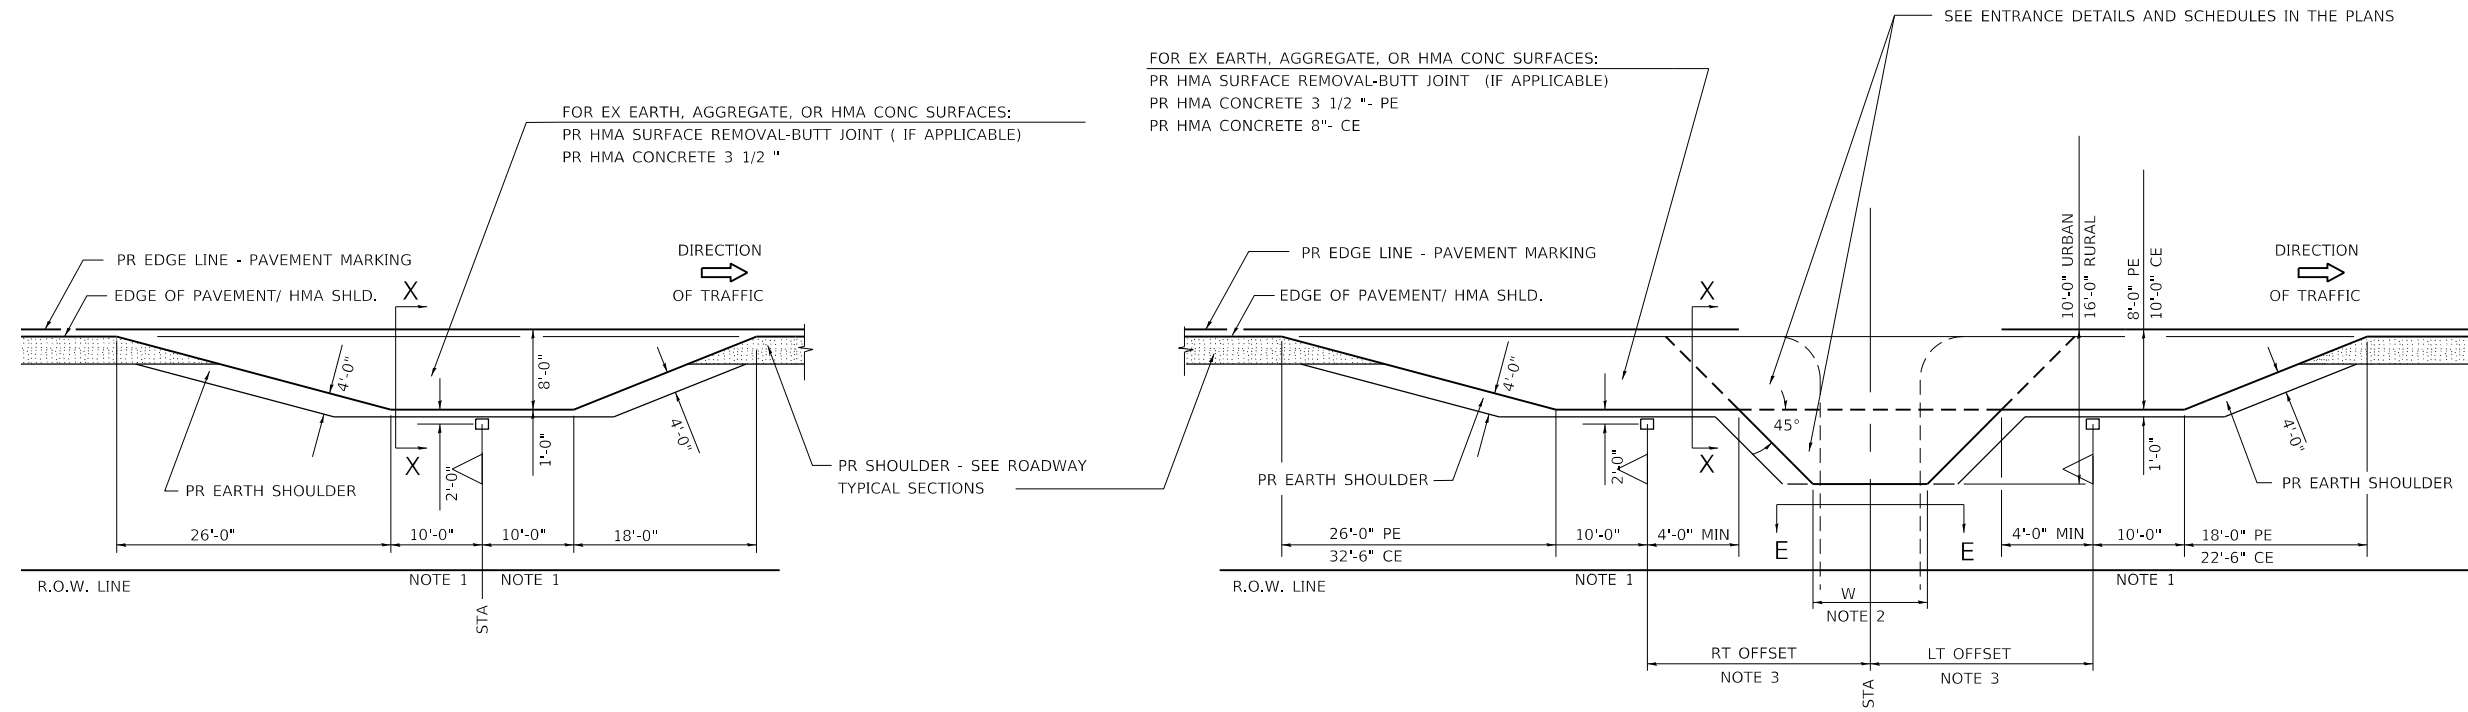 FOR EX EARTH, AGGREGATE, OR HMA CONC SURFACES:
PR HMA SURFACE REMOVAL-BUTT JOINT ( IF APPLICABLE)
PR HMA CONCRETE 3 1/2 "
PR EDGE LINE - PAVEMENT MARKING
EDGE OF PAVEMENT/ HMA SHLD.
DIRECTION
OF TRAFFIC
X
X
4'-0"
8'-0"
4'-0"
2'-0"
1'-0"
PR EARTH SHOULDER
PR SHOULDER - SEE ROADWAY
TYPICAL SECTIONS
26'-0"
10'-0"
10'-0"
18'-0"
NOTE 1
NOTE 1
R.O.W. LINE
STA
SEE ENTRANCE DETAILS AND SCHEDULES IN THE PLANS
FOR EX EARTH, AGGREGATE, OR HMA CONC SURFACES:
PR HMA SURFACE REMOVAL-BUTT JOINT (IF APPLICABLE)
PR HMA CONCRETE 3 1/2 "- PE
PR HMA CONCRETE 8"- CE
PR EDGE LINE - PAVEMENT MARKING
EDGE OF PAVEMENT/ HMA SHLD.
10'-0" URBAN
16'-0" RURAL
8'-0" PE
10'-0" CE
DIRECTION
OF TRAFFIC
X
X
4'-0"
45°
4'-0"
2'-0"
1'-0"
PR EARTH SHOULDER
PR EARTH SHOULDER
26'-0" PE
32'-6" CE
10'-0"
4'-0" MIN
E
E
4'-0" MIN
10'-0"
18'-0" PE
22'-6" CE
NOTE 1
NOTE 1
R.O.W. LINE
W
NOTE 2
RT OFFSET
NOTE 3
LT OFFSET
NOTE 3
STA